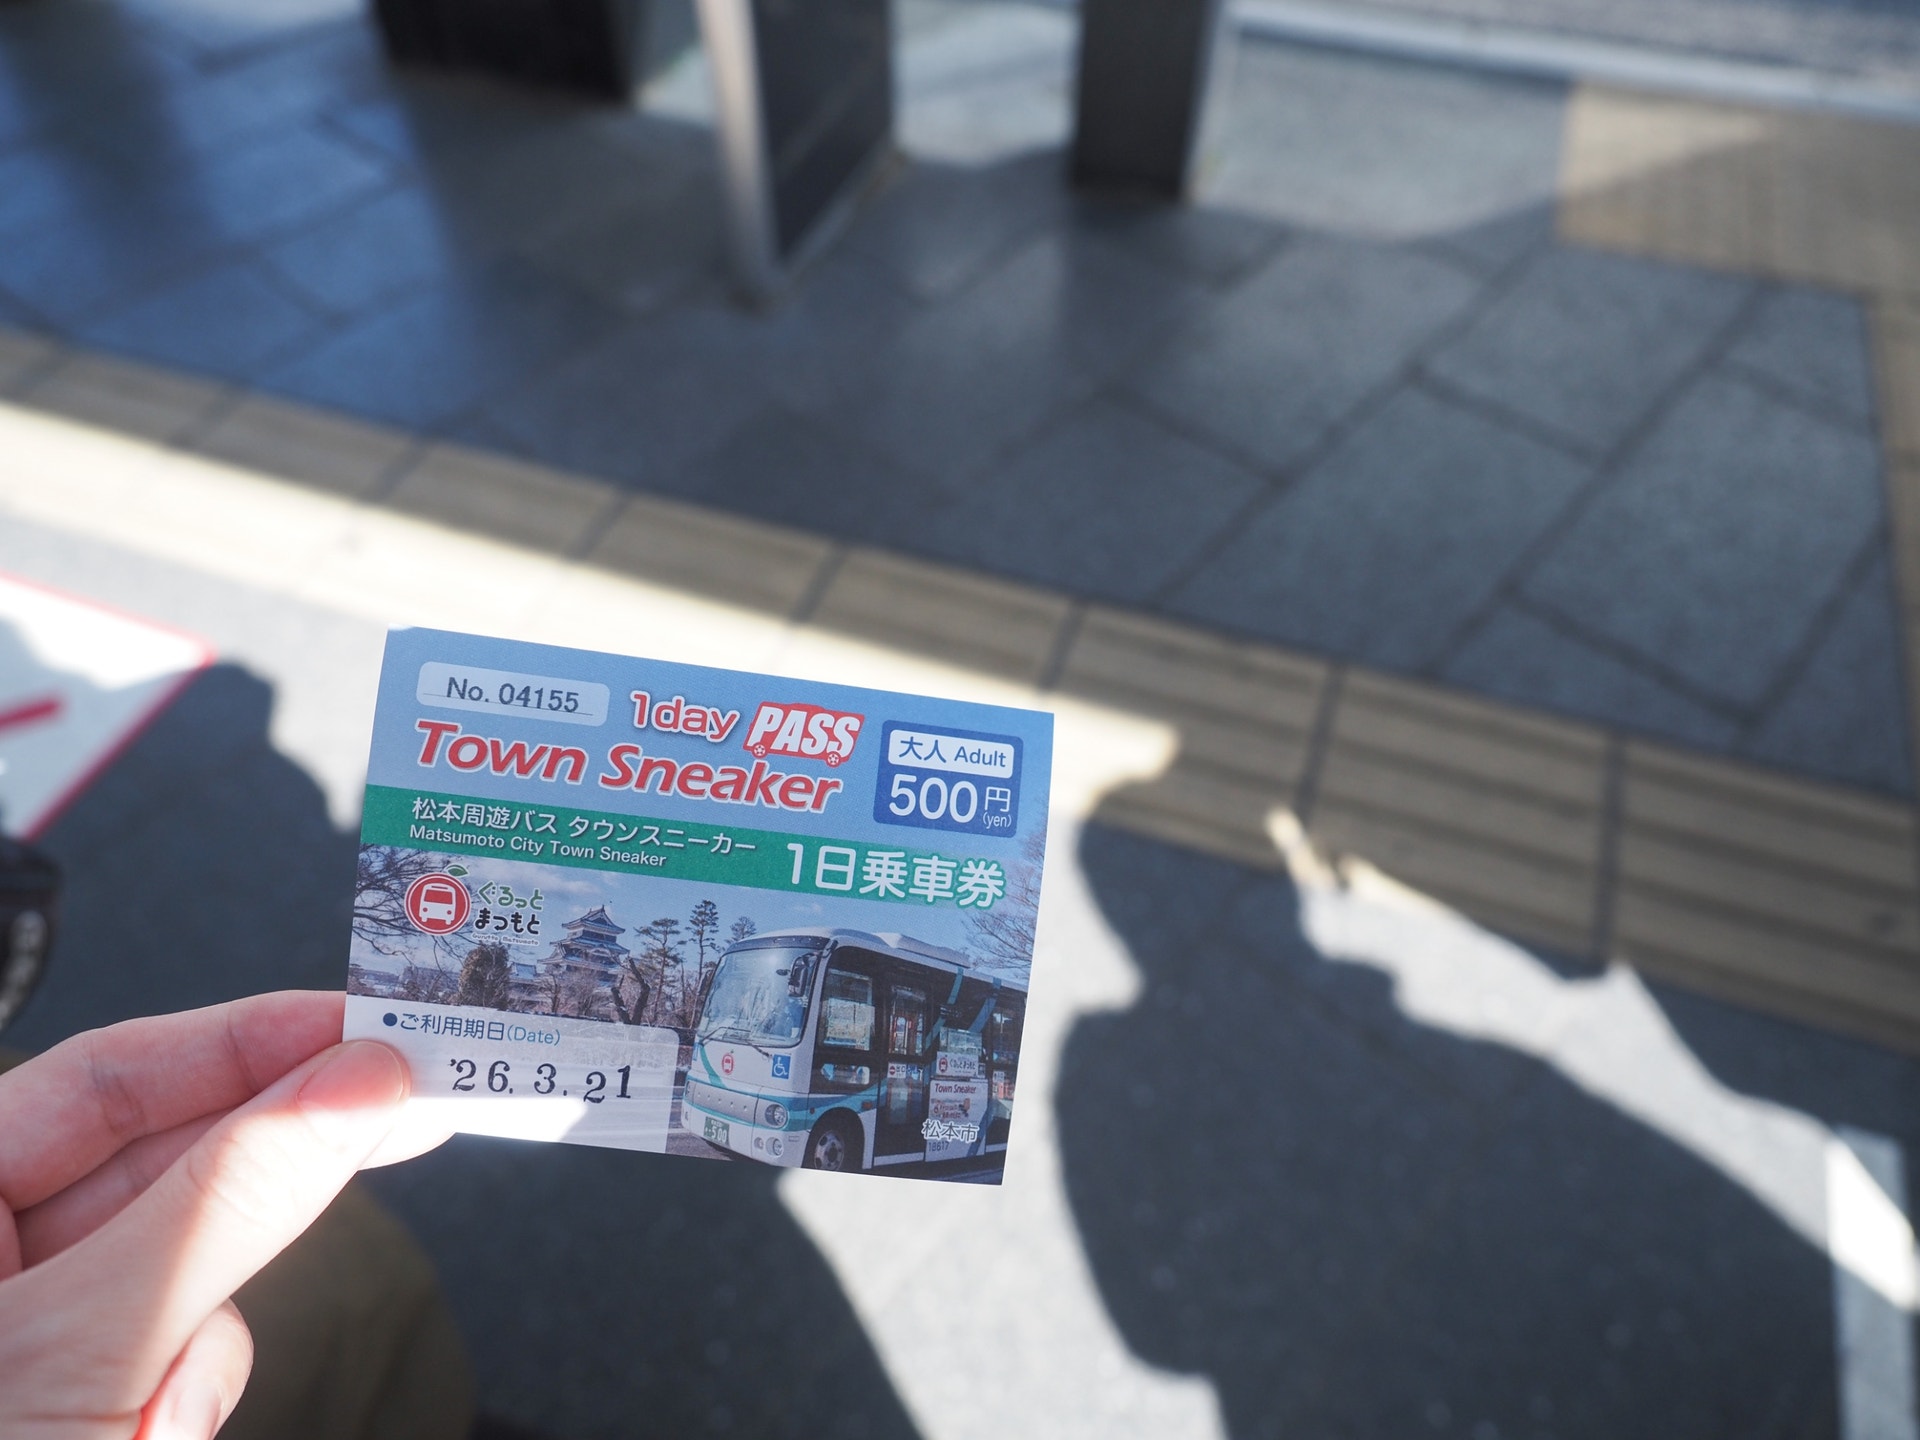 No. 04155
1day PASS
Town Sneaker
大人 Adult
500円
(yen)
松本周遊バス タウンスニーカー
Matsumoto City Town Sneaker
1日乗車券
ぐるっと
まつもと
●ご利用期日(Date)
'26.3.21
Town Sneaker
松本市
18617